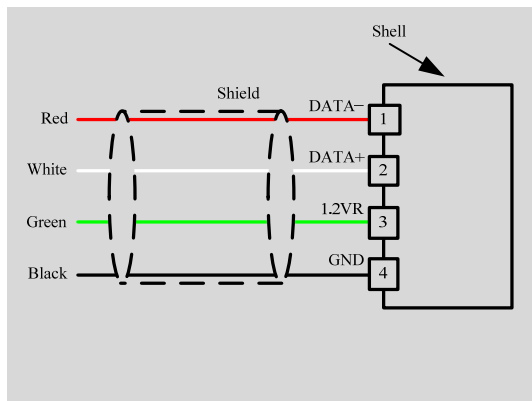 Shell
Shield
Red
DATA−
1
White
DATA+
2
Green
1.2VR
3
Black
GND
4